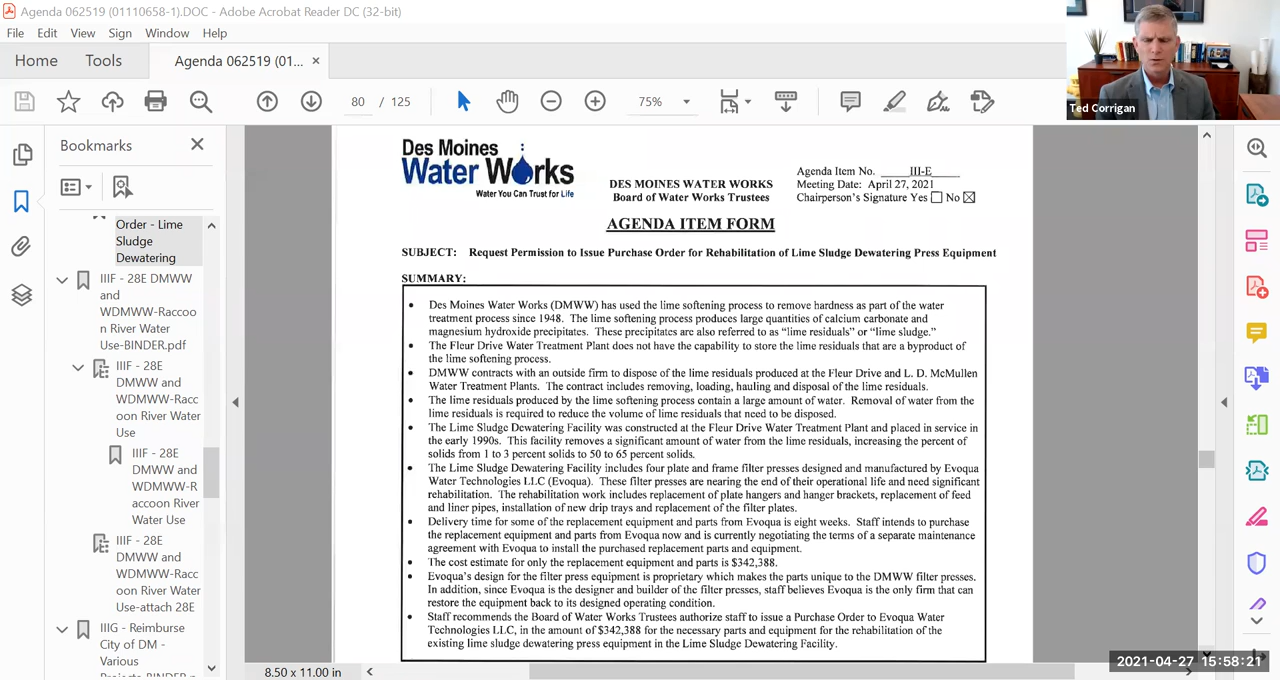 Agenda 062519 (01110658-1).DOC - Adobe Acrobat Reader DC (32-bit)
File Edit View Sign Window Help
Home Tools Agenda 062519 (01... ×
80 / 125 75%
Ted Corrigan
Bookmarks
Order - Lime
Sludge
Dewatering
IIIF - 28E DMWW
and
WDMWW-Raccoo
n River Water
Use-BINDER.pdf
IIIF - 28E
DMWW and
WDMWW-Racc
oon River Water
Use
IIIF - 28E
DMWW and
WDMWW-R
accoon River
Water Use
IIIF - 28E
DMWW and
WDMWW-Racc
oon River Water
Use-attach 28E
IIIG - Reimburse
City of DM -
Various
Projects-BINDER.p
Des Moines
Water Works
Water You Can Trust for Life
DES MOINES WATER WORKS
Board of Water Works Trustees
Agenda Item No. III-E
Meeting Date: April 27, 2021
Chairperson's Signature Yes ☐ No ☒
AGENDA ITEM FORM
SUBJECT: Request Permission to Issue Purchase Order for Rehabilitation of Lime Sludge Dewatering Press Equipment
SUMMARY:
• Des Moines Water Works (DMWW) has used the lime softening process to remove hardness as part of the water
treatment process since 1948. The lime softening process produces large quantities of calcium carbonate and
magnesium hydroxide precipitates. These precipitates are also referred to as "lime residuals" or "lime sludge."
• The Fleur Drive Water Treatment Plant does not have the capability to store the lime residuals that are a byproduct of
the lime softening process.
• DMWW contracts with an outside firm to dispose of the lime residuals produced at the Fleur Drive and L. D. McMullen
Water Treatment Plants. The contract includes removing, loading, hauling and disposal of the lime residuals.
• The lime residuals produced by the lime softening process contain a large amount of water. Removal of water from the
lime residuals is required to reduce the volume of lime residuals that need to be disposed.
• The Lime Sludge Dewatering Facility was constructed at the Fleur Drive Water Treatment Plant and placed in service in
the early 1990s. This facility removes a significant amount of water from the lime residuals, increasing the percent of
solids from 1 to 3 percent solids to 50 to 65 percent solids.
• The Lime Sludge Dewatering Facility includes four plate and frame filter presses designed and manufactured by Evoqua
Water Technologies LLC (Evoqua). These filter presses are nearing the end of their operational life and need significant
rehabilitation. The rehabilitation work includes replacement of plate hangers and hanger brackets, replacement of feed
and liner pipes, installation of new drip trays and replacement of the filter plates.
• Delivery time for some of the replacement equipment and parts from Evoqua is eight weeks. Staff intends to purchase
the replacement equipment and parts from Evoqua now and is currently negotiating the terms of a separate maintenance
agreement with Evoqua to install the purchased replacement parts and equipment.
• The cost estimate for only the replacement equipment and parts is $342,388.
• Evoqua's design for the filter press equipment is proprietary which makes the parts unique to the DMWW filter presses.
In addition, since Evoqua is the designer and builder of the filter presses, staff believes Evoqua is the only firm that can
restore the equipment back to its designed operating condition.
• Staff recommends the Board of Water Works Trustees authorize staff to issue a Purchase Order to Evoqua Water
Technologies LLC, in the amount of $342,388 for the necessary parts and equipment for the rehabilitation of the
existing lime sludge dewatering press equipment in the Lime Sludge Dewatering Facility.
8.50 x 11.00 in
2021-04-27 15:58:21